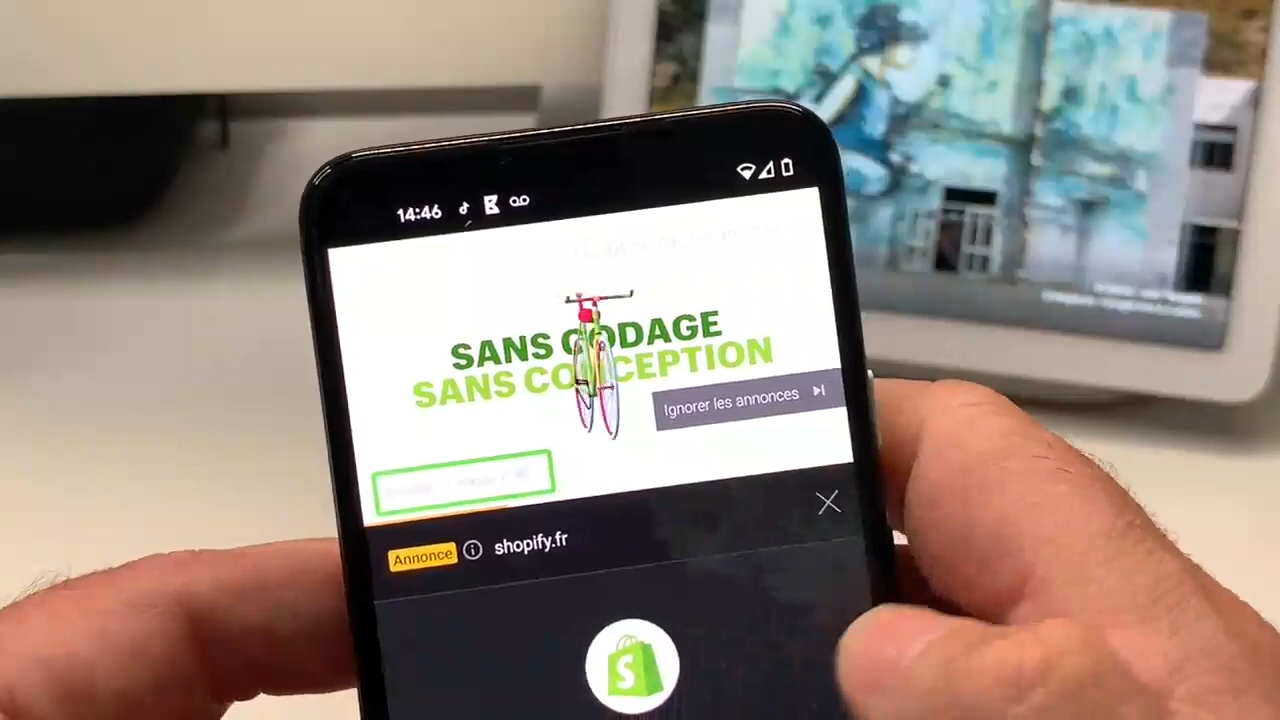 14:46
SANS CODAGE
SANS CONCEPTION
Ignorer les annonces
Annonce
shopify.fr
S